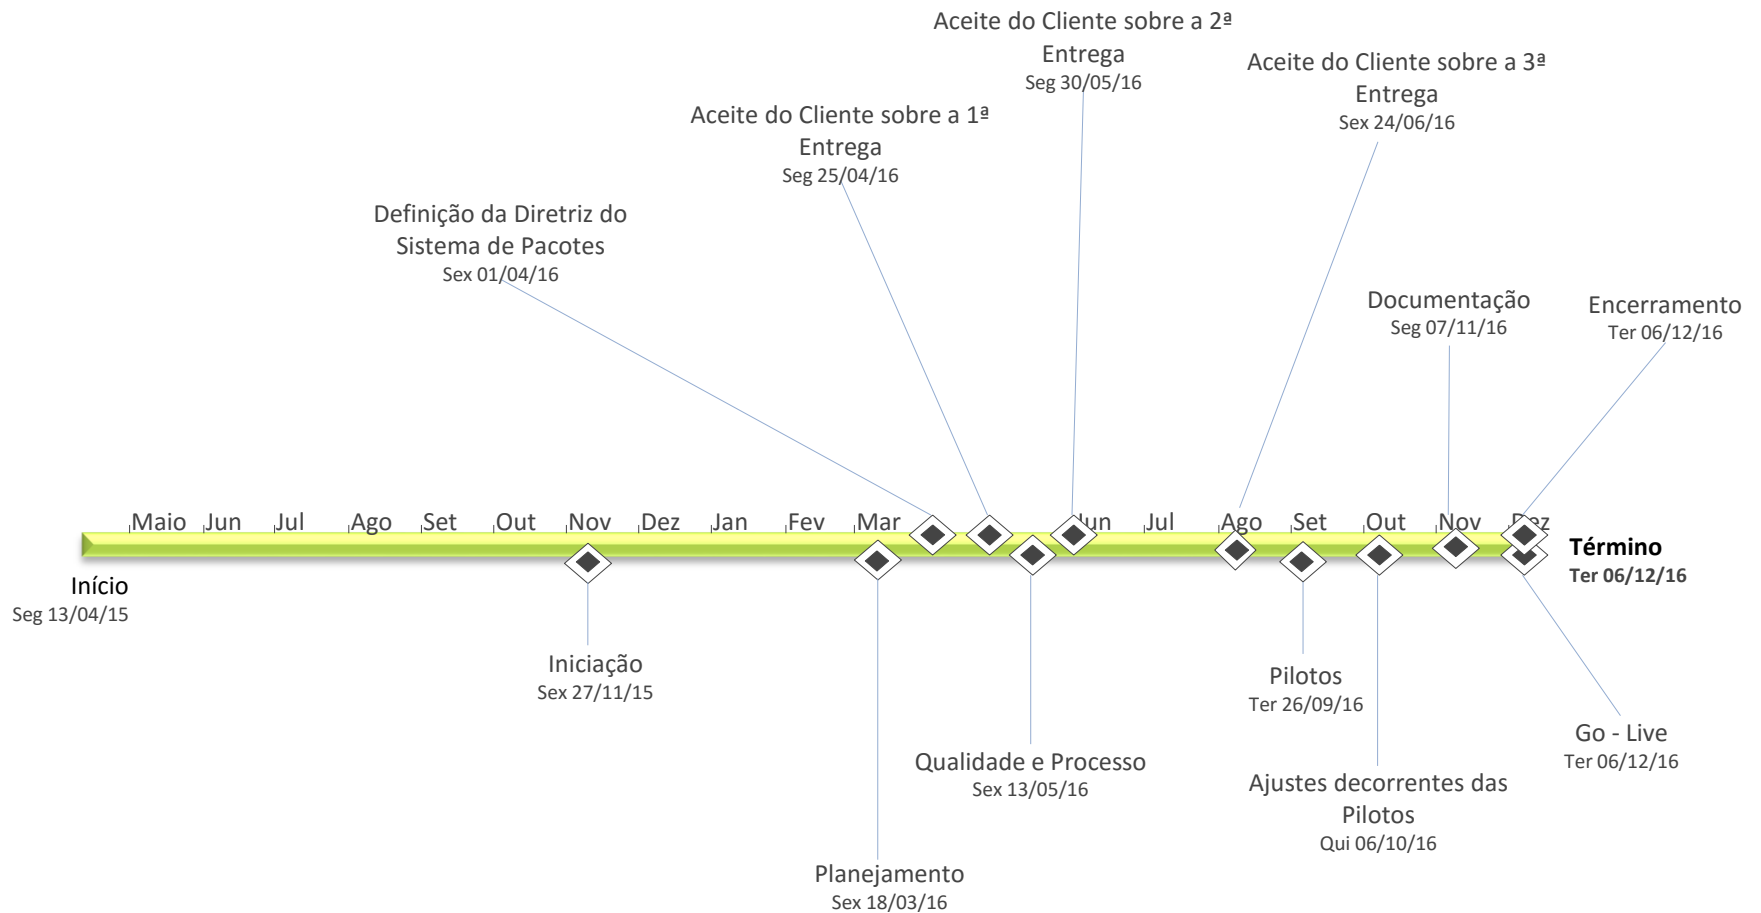 Aceite do Cliente sobre a 2ª
Entrega
Seg 30/05/16
Aceite do Cliente sobre a 3ª
Entrega
Sex 24/06/16
Aceite do Cliente sobre a 1ª
Entrega
Seg 25/04/16
Definição da Diretriz do
Sistema de Pacotes
Sex 01/04/16
Documentação
Seg 07/11/16
Encerramento
Ter 06/12/16
Maio Jun Jul Ago Set Out Nov Dez Jan Fev Mar Jun Jul Ago Set Out Nov Dez
Início
Seg 13/04/15
Término
Ter 06/12/16
Iniciação
Sex 27/11/15
Pilotos
Ter 26/09/16
Go - Live
Ter 06/12/16
Qualidade e Processo
Sex 13/05/16
Ajustes decorrentes das
Pilotos
Qui 06/10/16
Planejamento
Sex 18/03/16